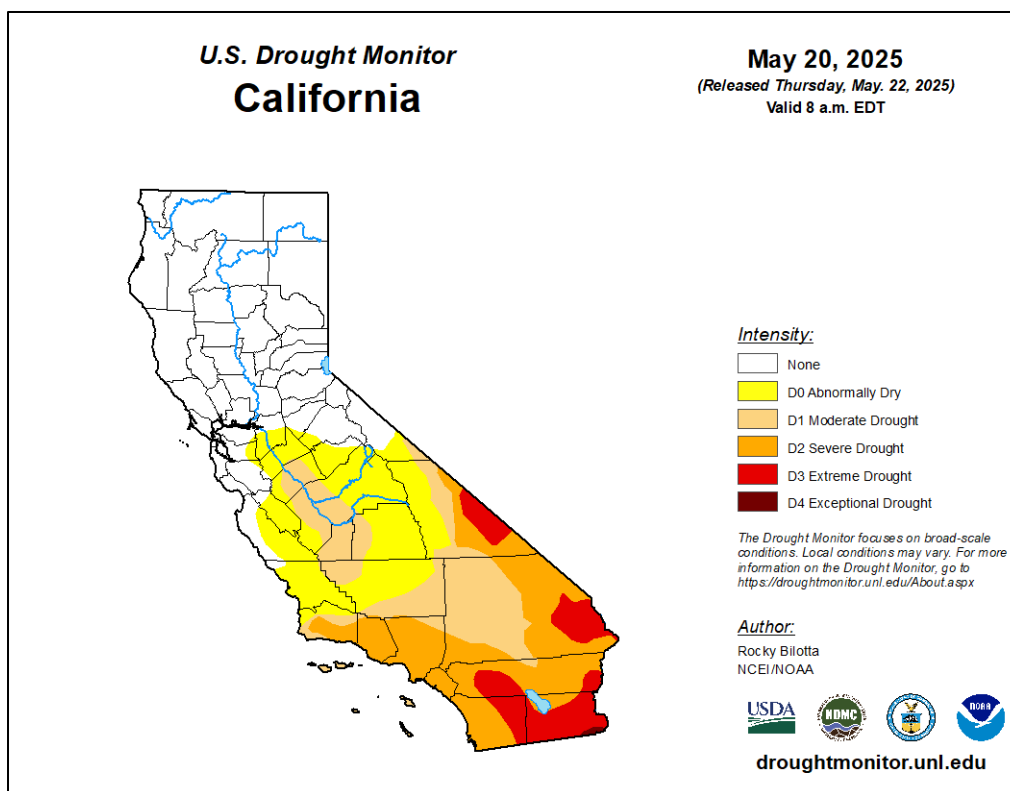 U.S. Drought Monitor
California
May 20, 2025
(Released Thursday, May. 22, 2025)
Valid 8 a.m. EDT
Intensity:
None
D0 Abnormally Dry
D1 Moderate Drought
D2 Severe Drought
D3 Extreme Drought
D4 Exceptional Drought
The Drought Monitor focuses on broad-scale
conditions. Local conditions may vary. For more
information on the Drought Monitor, go to
https://droughtmonitor.unl.edu/About.aspx
Author:
Rocky Bilotta
NCEI/NOAA
USDA
NDMC
NOAA
droughtmonitor.unl.edu